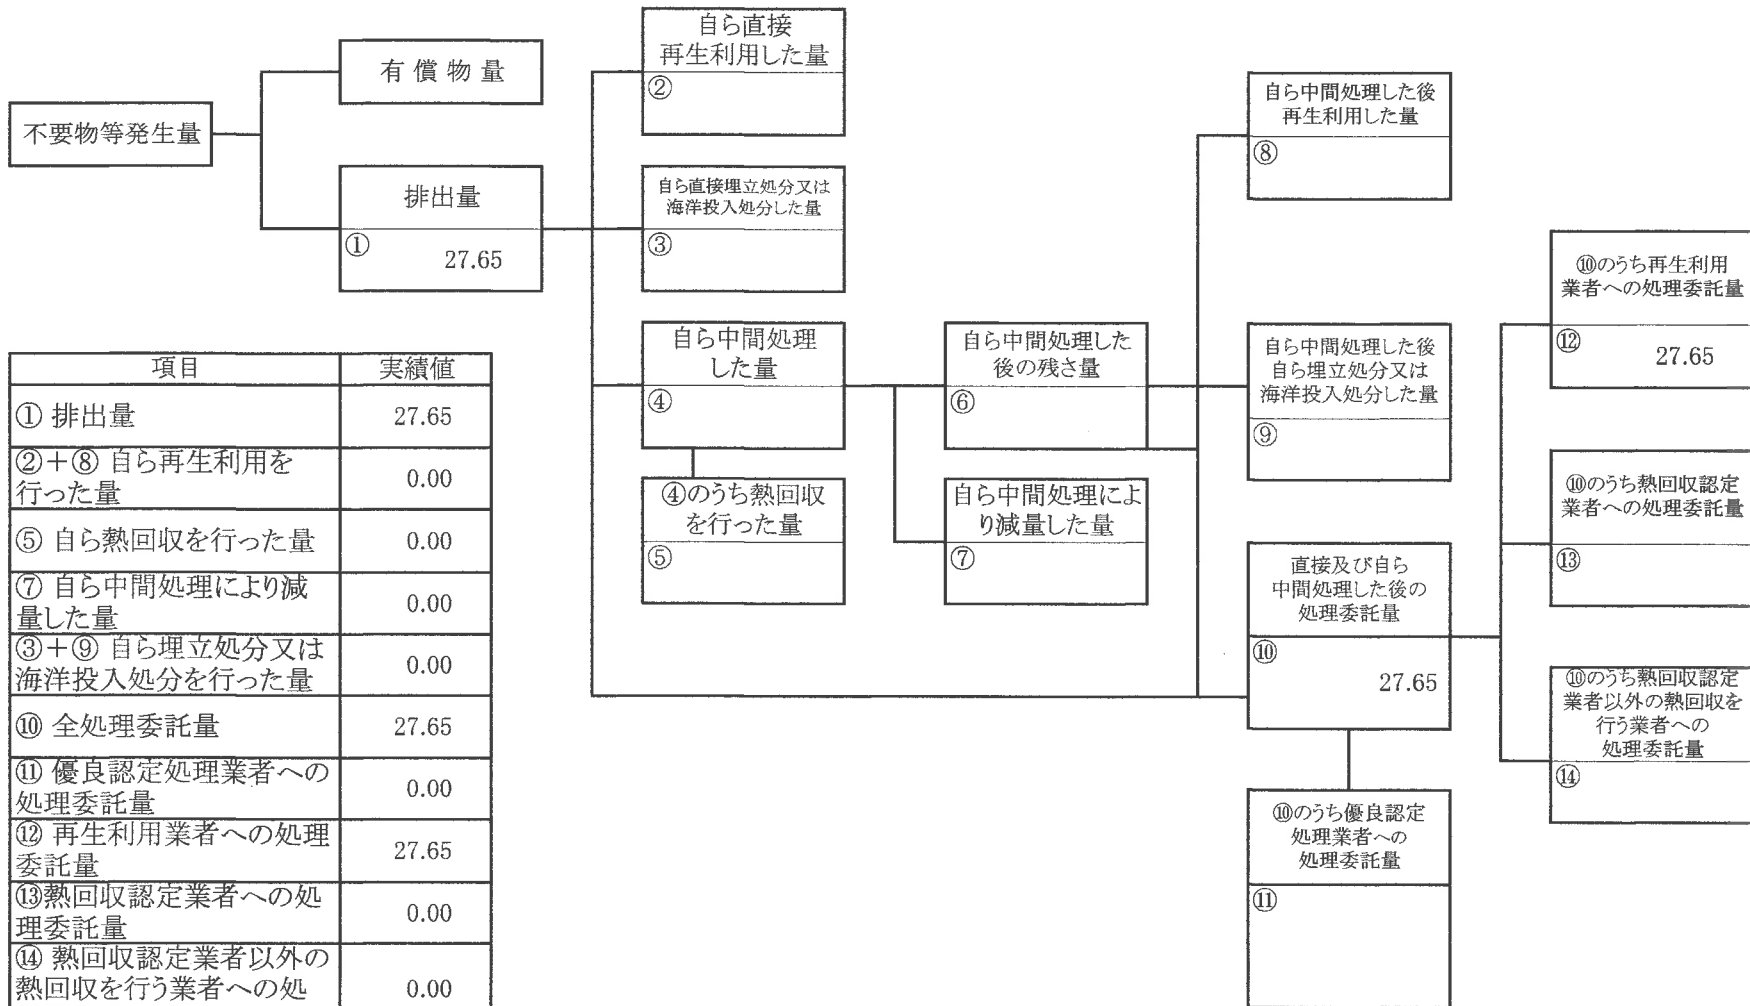 不要物等発生量
有償物量
排出量
①
27.65
自ら直接
再生利用した量
②
自ら直接埋立処分又は
海洋投入処分した量
③
自ら中間処理
した量
④
④のうち熱回収
を行った量
⑤
自ら中間処理した
後の残さ量
⑥
自ら中間処理によ
り減量した量
⑦
自ら中間処理した後
再生利用した量
⑧
自ら中間処理した後
自ら埋立処分又は
海洋投入処分した量
⑨
直接及び自ら
中間処理した後の
処理委託量
⑩
27.65
⑩のうち優良認定
処理業者への
処理委託量
⑪
⑩のうち再生利用
業者への処理委託量
⑫
27.65
⑩のうち熱回収認定
業者への処理委託量
⑬
⑩のうち熱回収認定
業者以外の熱回収を
行う業者への
処理委託量
⑭
項目 実績値
① 排出量 27.65
②＋⑧ 自ら再生利用を
行った量 0.00
⑤ 自ら熱回収を行った量 0.00
⑦ 自ら中間処理により減
量した量 0.00
③＋⑨ 自ら埋立処分又は
海洋投入処分を行った量 0.00
⑩ 全処理委託量 27.65
⑪ 優良認定処理業者への
処理委託量 0.00
⑫ 再生利用業者への処理
委託量 27.65
⑬熱回収認定業者への処
理委託量 0.00
⑭ 熱回収認定業者以外の
熱回収を行う業者への処 0.00